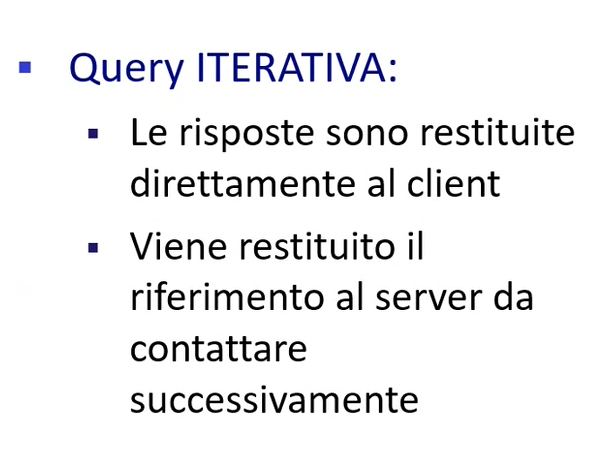 Query ITERATIVA:
Le risposte sono restituite
direttamente al client
Viene restituito il
riferimento al server da
contattare
successivamente